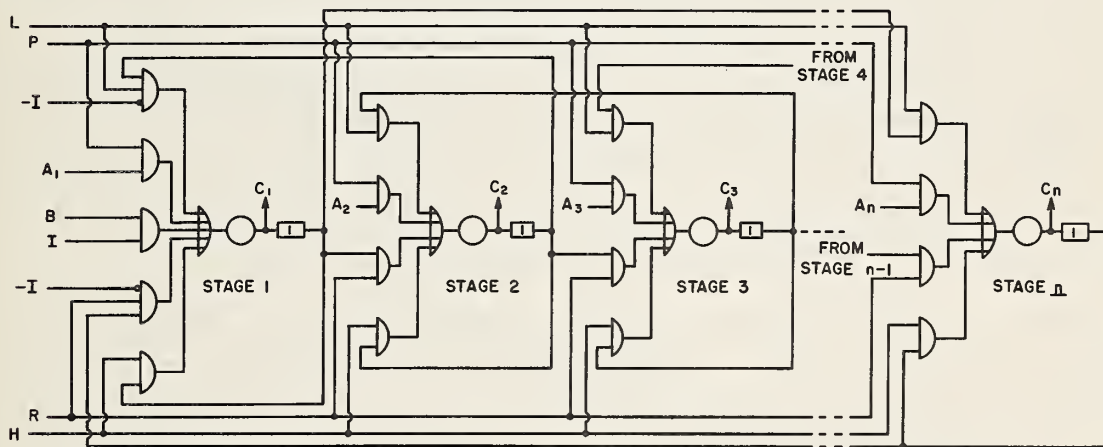 L
P
FROM
STAGE 4
-I
A1
B
I
-I
C1
A2
C2
A3
C3
An
Cn
1
1
1
1
FROM
STAGE n-1
STAGE 1
STAGE 2
STAGE 3
STAGE n
R
H